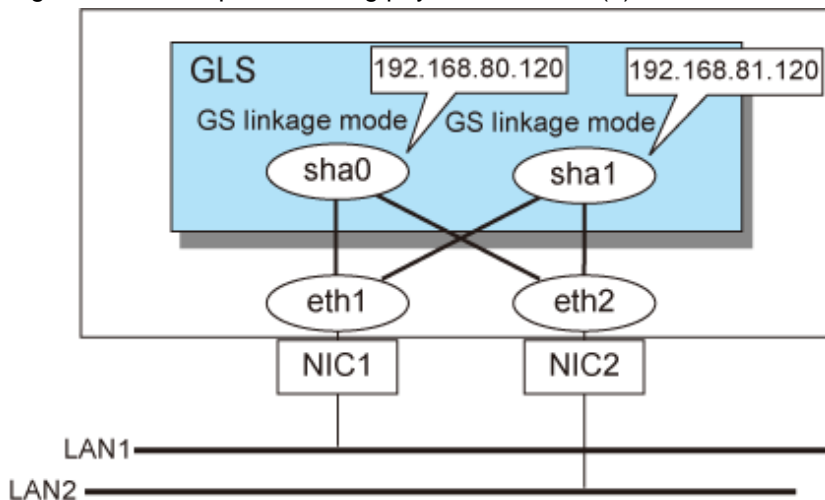 GLS
192.168.80.120
192.168.81.120
GS linkage mode
GS linkage mode
sha0
sha1
eth1
eth2
NIC1
NIC2
LAN1
LAN2